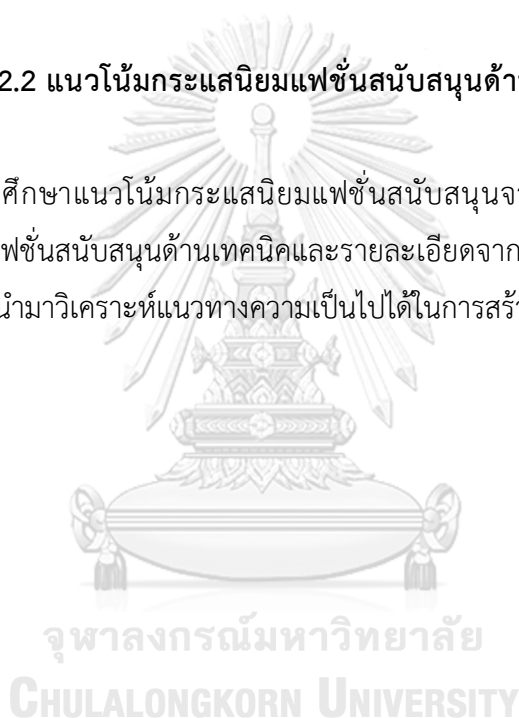 2.2 แนวโน้มกระแสนิยมแฟชั่นสนับสนุนด้าน
ศึกษาแนวโน้มกระแสนิยมแฟชั่นสนับสนุนจา
ฟชั่นสนับสนุนด้านเทคนิคและรายละเอียดจาก
นำมาวิเคราะห์แนวทางความเป็นไปได้ในการสร้า
จุฬาลงกรณ์มหาวิทยาลัย
CHULALONGKORN UNIVERSITY